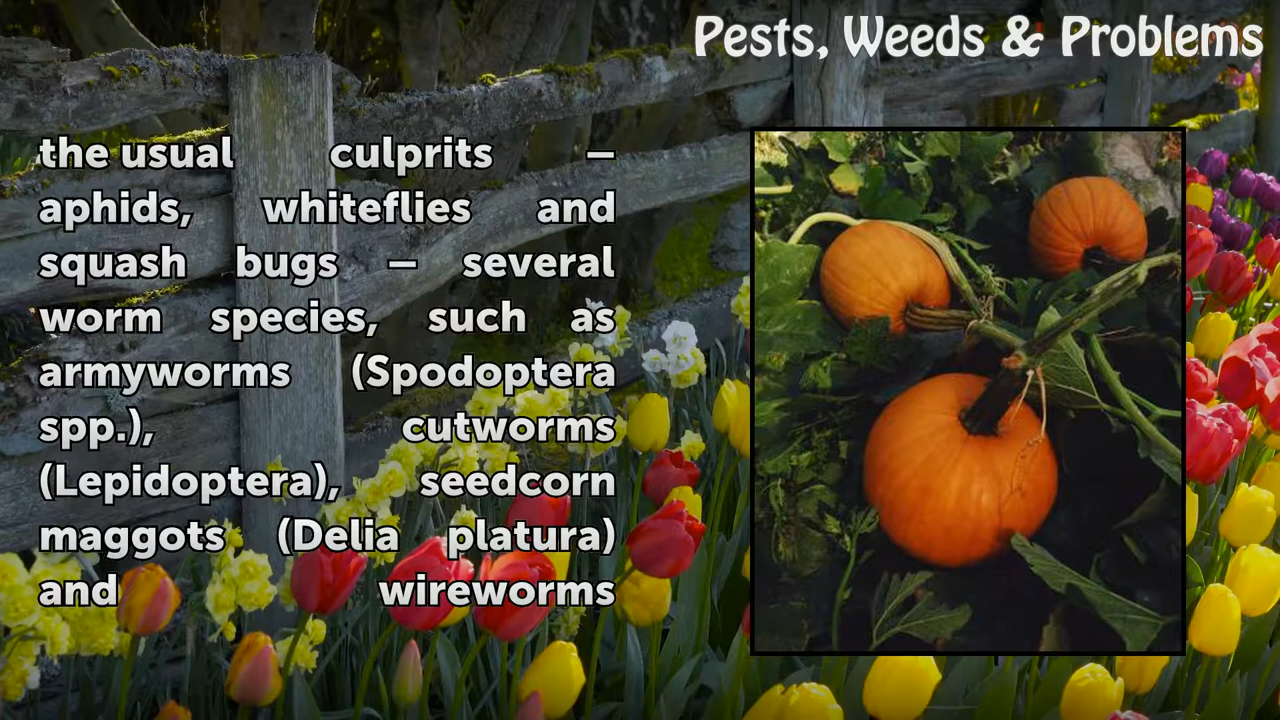 Pests, Weeds & Problems
the usual culprits –
aphids, whiteflies and
squash bugs – several
worm species, such as
armyworms (Spodoptera
spp.), cutworms
(Lepidoptera), seedcorn
maggots (Delia platura)
and wireworms